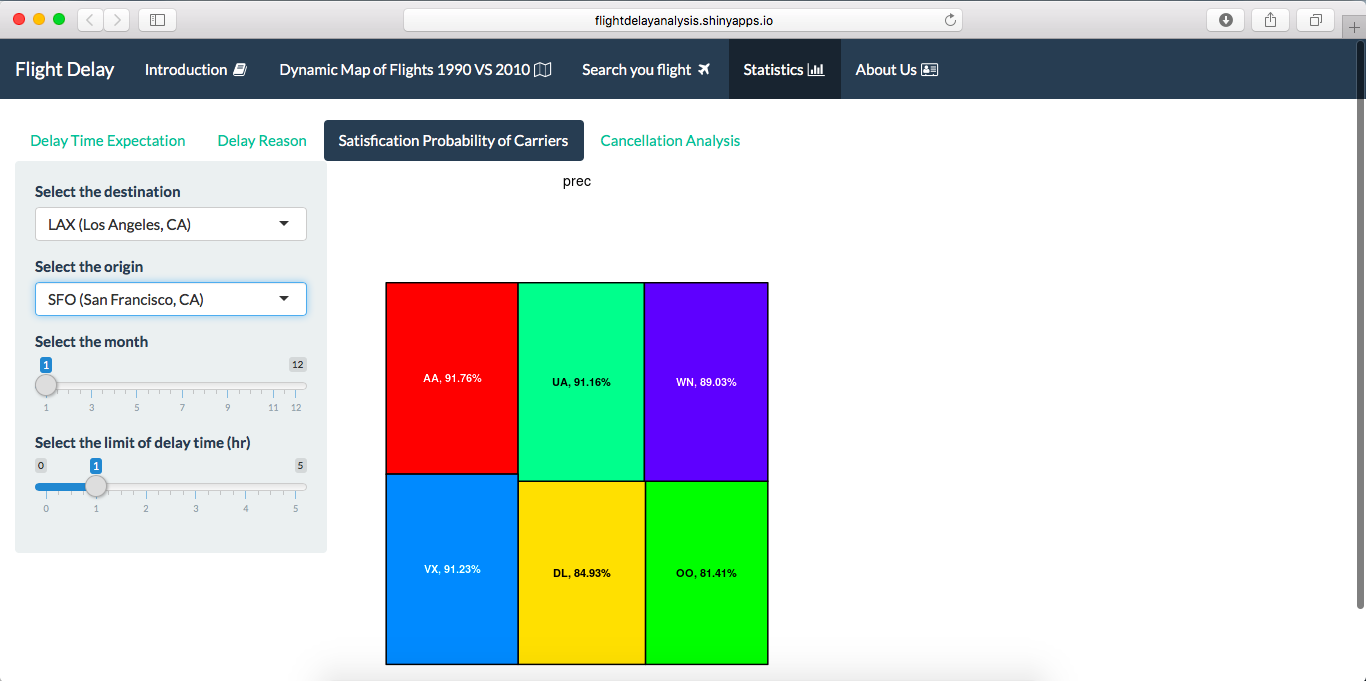 flightdelayanalysis.shinyapps.io
Flight Delay Introduction Dynamic Map of Flights 1990 VS 2010 Search you flight Statistics About Us
Delay Time Expectation Delay Reason Satisfication Probability of Carriers Cancellation Analysis
prec
Select the destination
LAX (Los Angeles, CA)
Select the origin
SFO (San Francisco, CA)
Select the month
1 12
1 3 5 7 9 11 12
Select the limit of delay time (hr)
0 1 5
0 1 2 3 4 5
AA, 91.76% UA, 91.16% WN, 89.03%
VX, 91.23% DL, 84.93% OO, 81.41%